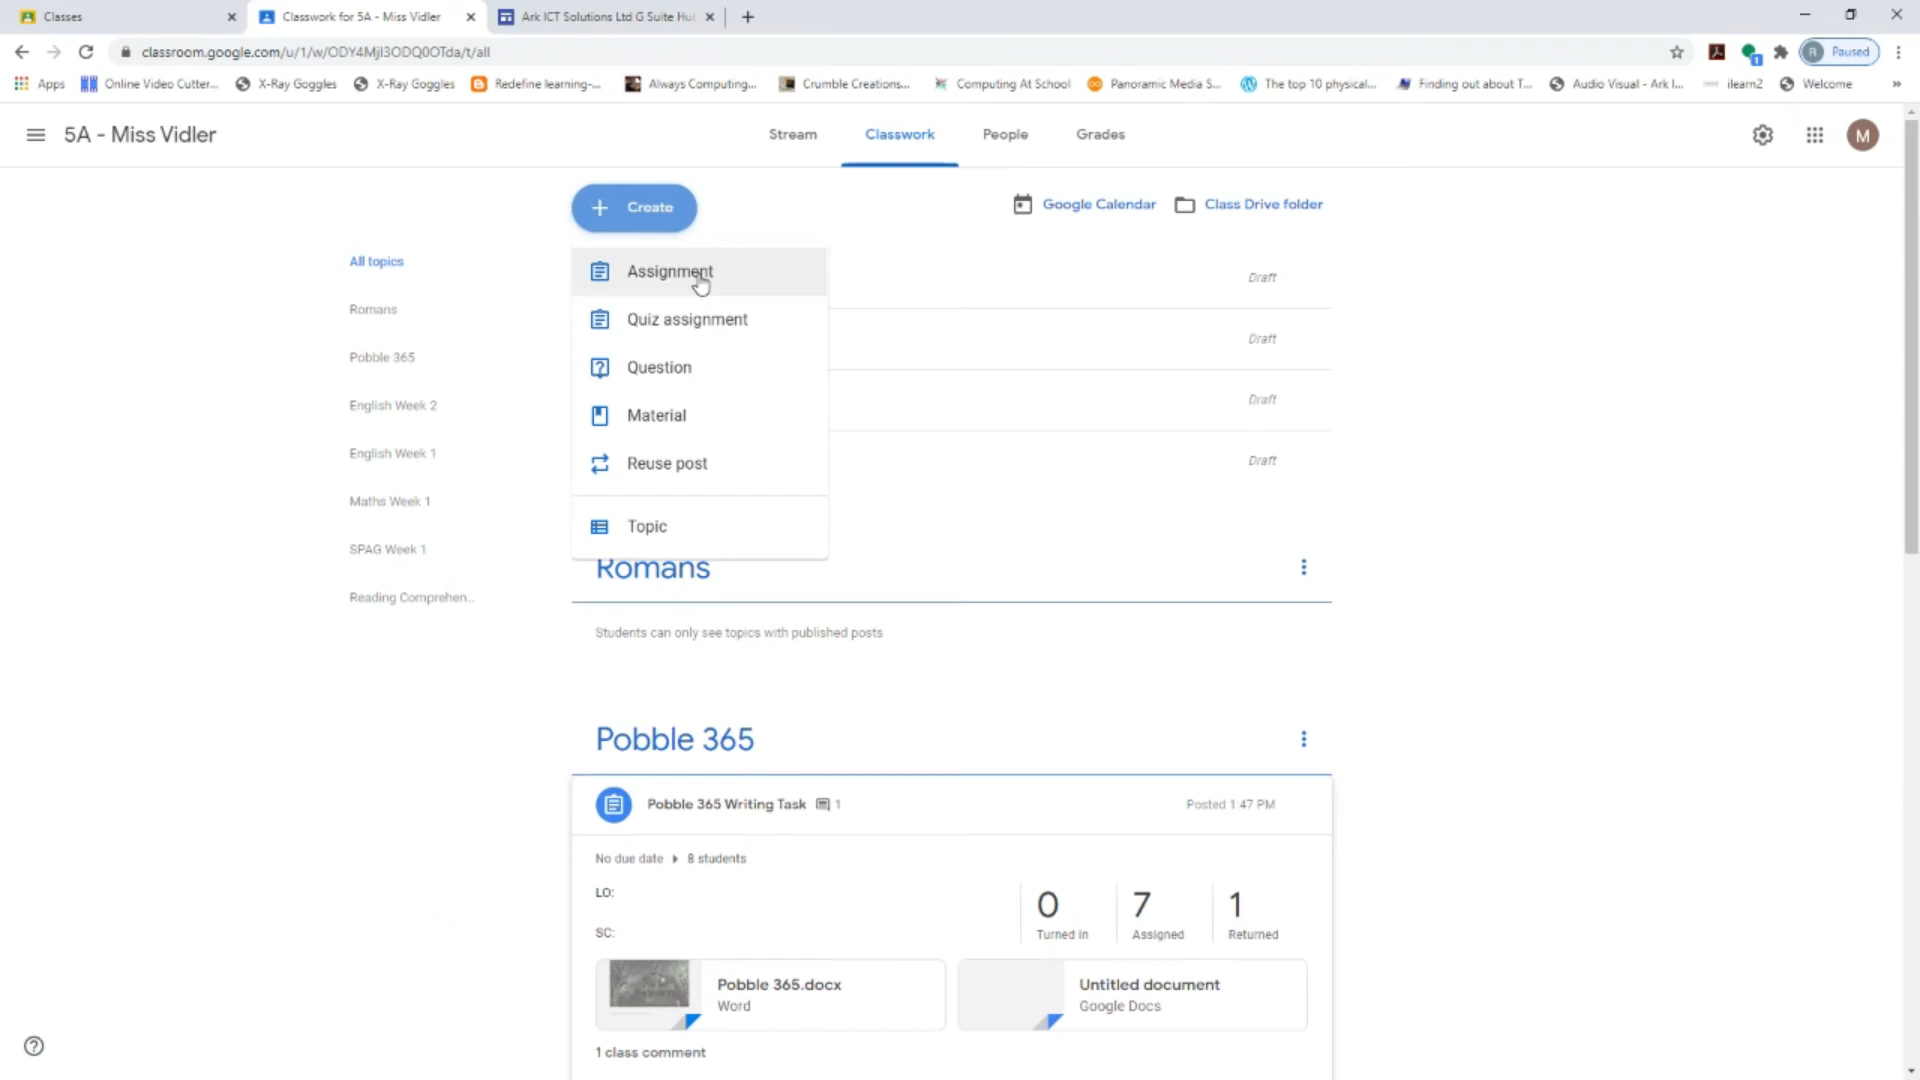 Classes
Classwork for 5A - Miss Vidler
Ark ICT Solutions Ltd G Suite Hu
classroom.google.com/u/1/w/ODY4MjI3ODQ0OTda/t/all
Paused
Apps
Online Video Cutter...
X-Ray Goggles
X-Ray Goggles
Redefine learning-...
Always Computing...
Crumble Creations...
Computing At School
Panoramic Media S...
The top 10 physical...
Finding out about T...
Audio Visual - Ark I...
ilearn2
Welcome
5A - Miss Vidler
Stream
Classwork
People
Grades
M
Create
Google Calendar
Class Drive folder
All topics
Romans
Pobble 365
English Week 2
English Week 1
Maths Week 1
SPAG Week 1
Reading Comprehen...
Assignment
Quiz assignment
Question
Material
Reuse post
Topic
Draft
Draft
Draft
Draft
Romans
Students can only see topics with published posts
Pobble 365
Pobble 365 Writing Task 1
Posted 1:47 PM
No due date 8 students
LO:
SC:
0 Turned in
7 Assigned
1 Returned
Pobble 365.docx
Word
Untitled document
Google Docs
1 class comment